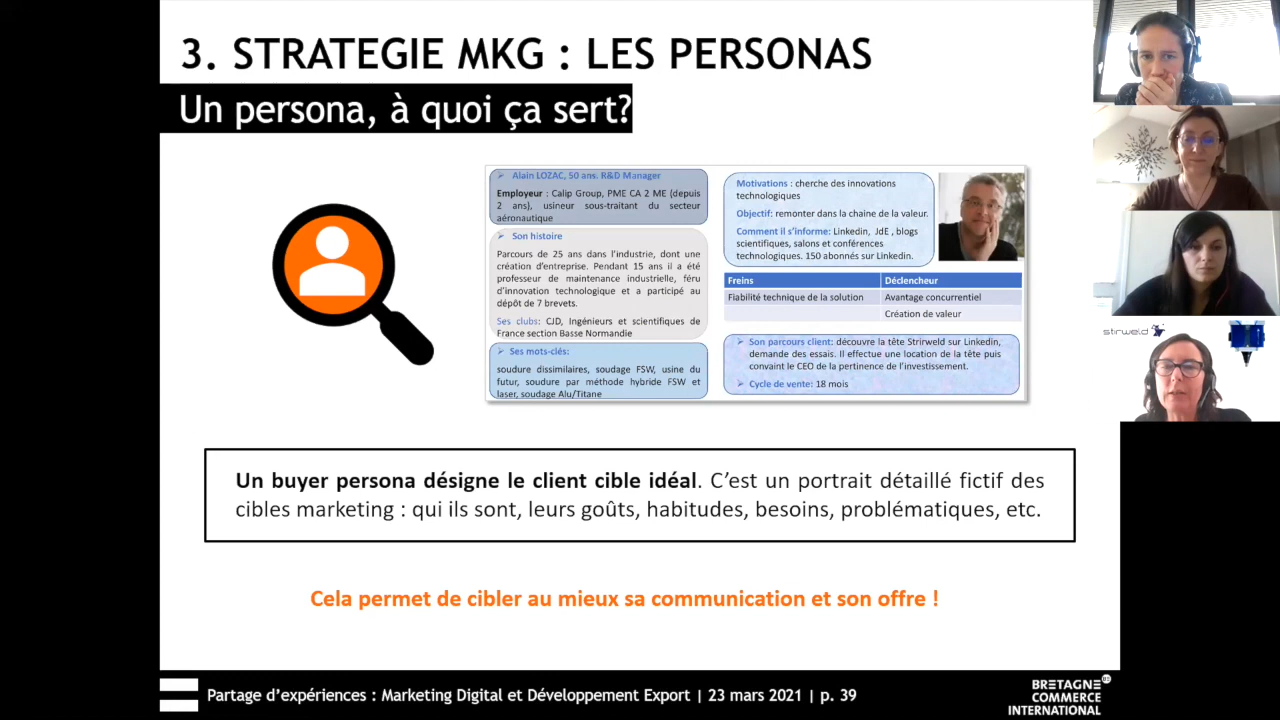 3. STRATEGIE MKG : LES PERSONAS
Un persona, à quoi ça sert?
➢ Alain LOZAC, 50 ans. R&D Manager
Employeur : Calip Group, PME CA 2 ME (depuis
2 ans), usineur sous-traitant du secteur
aéronautique
➢ Son histoire
Parcours de 25 ans dans l'industrie, dont une
création d'entreprise. Pendant 15 ans il a été
professeur de maintenance industrielle, féru
d'innovation technologique et a participé au
dépôt de 7 brevets.
Ses clubs: CJD, Ingénieurs et scientifiques de
France section Basse Normandie
➢ Ses mots-clés:
soudure dissimilaires, soudage FSW, usine du
futur, soudure par méthode hybride FSW et
laser, soudage Alu/Titane
Motivations : cherche des innovations
technologiques
Objectif: remonter dans la chaine de la valeur.
Comment il s'informe: Linkedin, JdE , blogs
scientifiques, salons et conférences
technologiques. 150 abonnés sur Linkedin.
Freins Déclencheur
Fiabilité technique de la solution Avantage concurrentiel
Création de valeur
➢ Son parcours client: découvre la tête Strirweld sur Linkedin,
demande des essais. Il effectue une location de la tête puis
convaint le CEO de la pertinence de l'investissement.
➢ Cycle de vente: 18 mois
Un buyer persona désigne le client cible idéal. C'est un portrait détaillé fictif des
cibles marketing : qui ils sont, leurs goûts, habitudes, besoins, problématiques, etc.
Cela permet de cibler au mieux sa communication et son offre !
Partage d'expériences : Marketing Digital et Développement Export | 23 mars 2021 | p. 39
BRETAGNE
COMMERCE
INTERNATIONAL
stirweld